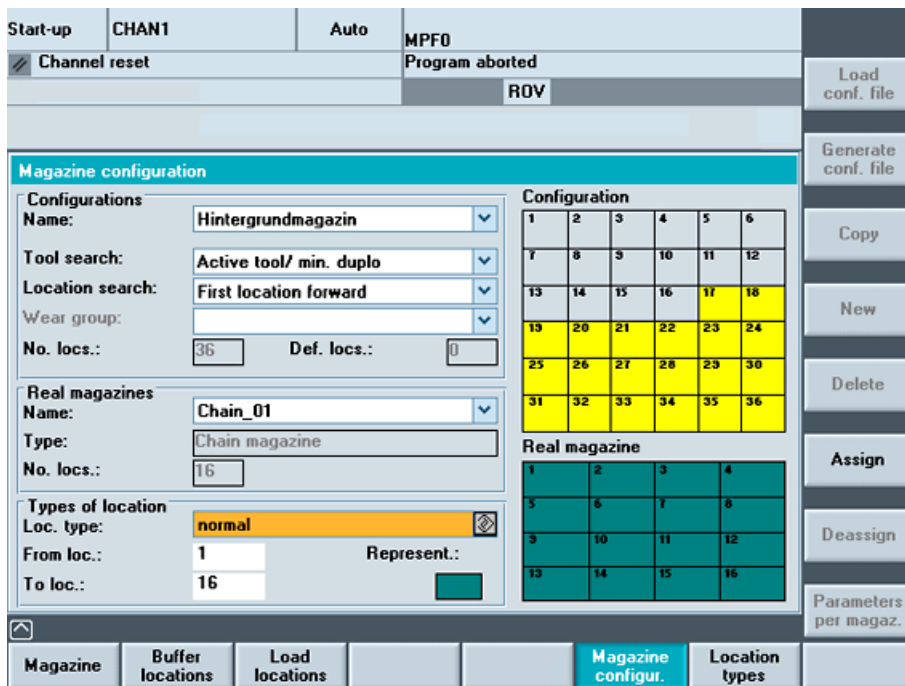 Start-up CHAN1 Auto MPF0
Channel reset Program aborted
ROV
Load
conf. file
Generate
conf. file
Copy
New
Delete
Assign
Deassign
Parameters
per magaz.
Magazine configuration
Configurations
Name: Hintergrundmagazin
Tool search: Active tool/ min. duplo
Location search: First location forward
Wear group:
No. locs.: 36 Def. locs.: 0
Real magazines
Name: Chain_01
Type: Chain magazine
No. locs.: 16
Types of location
Loc. type: normal
From loc.: 1 Represent.:
To loc.: 16
Configuration
1 2 3 4 5 6
7 8 9 10 11 12
13 14 15 16 17 18
19 20 21 22 23 24
25 26 27 28 29 30
31 32 33 34 35 36
Real magazine
1 2 3 4
5 6 7 8
9 10 11 12
13 14 15 16
Magazine
Buffer
locations
Load
locations
Magazine
configur.
Location
types